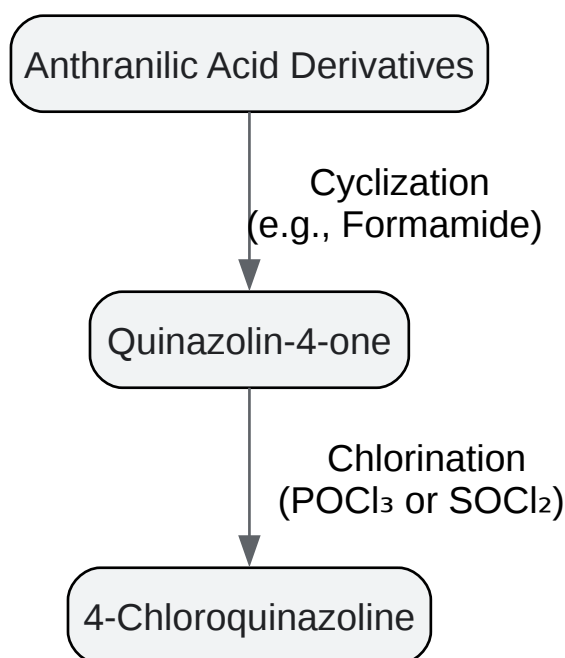 Anthranilic Acid Derivatives
Cyclization
(e.g., Formamide)
Quinazolin-4-one
Chlorination
(POCl₃ or SOCl₂)
4-Chloroquinazoline